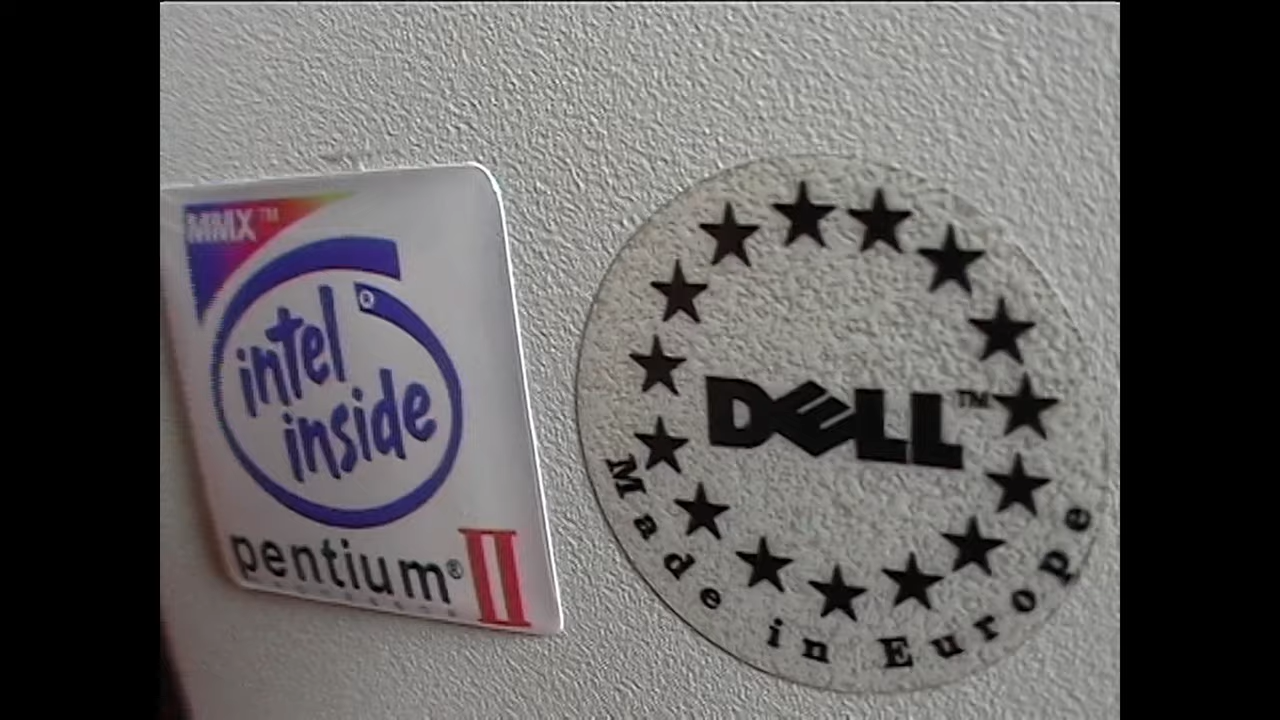 MMX™
intel®
inside
pentium® II
DELL™
Made in Europe